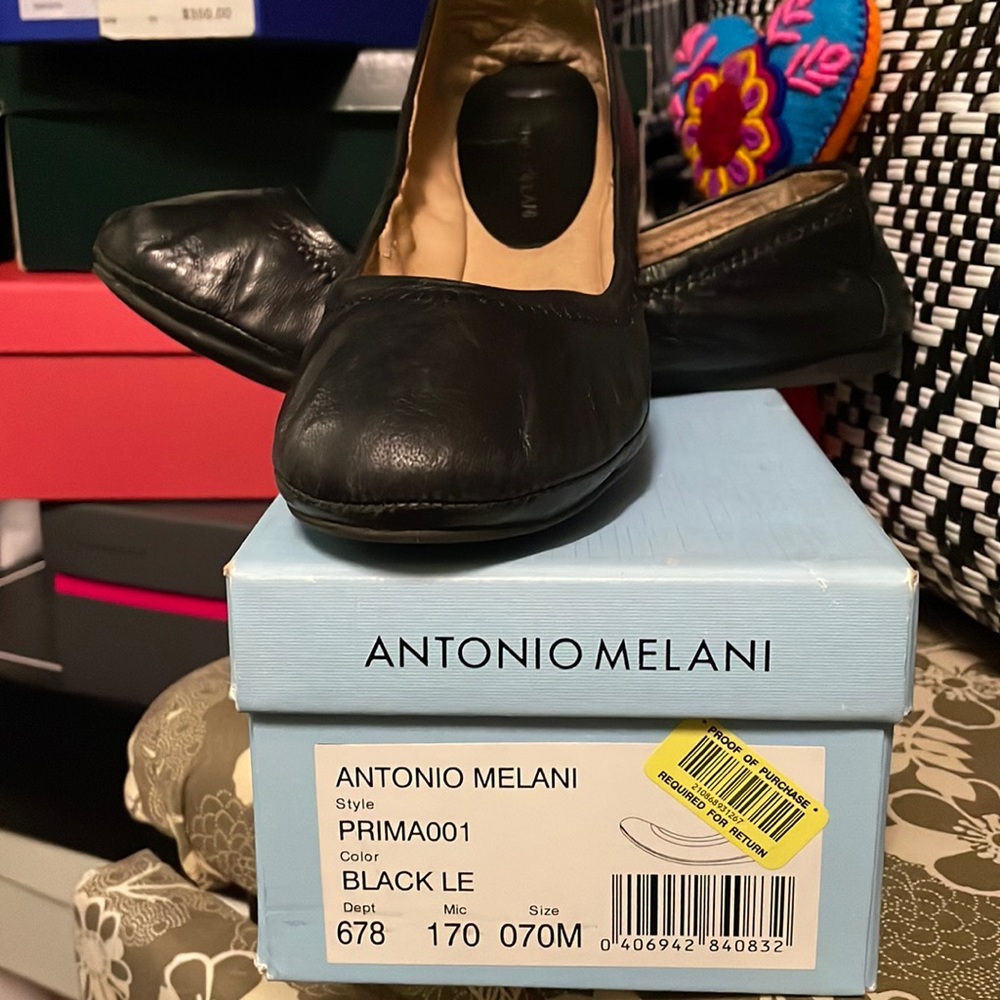 $350.00
ANTONIO MELANI
ANTONIO MELANI
Style
PRIMA001
Color
BLACK LE
Dept Mic Size
678 170 070M
0 406942 840832
PROOF OF PURCHASE
210868931267
REQUIRED FOR RETURN